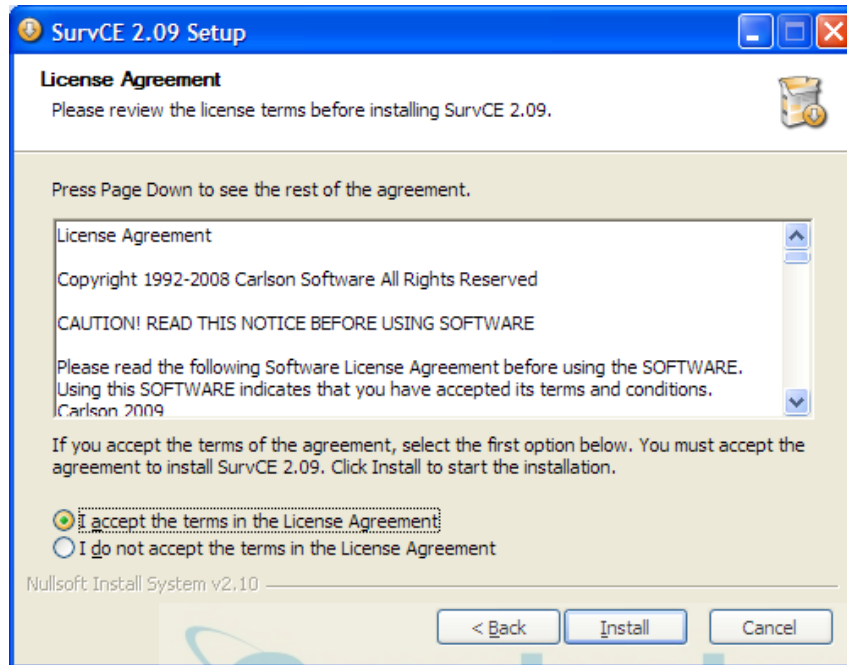 SurvCE 2.09 Setup
License Agreement
Please review the license terms before installing SurvCE 2.09.
Press Page Down to see the rest of the agreement.
License Agreement
Copyright 1992-2008 Carlson Software All Rights Reserved
CAUTION! READ THIS NOTICE BEFORE USING SOFTWARE
Please read the following Software License Agreement before using the SOFTWARE.
Using this SOFTWARE indicates that you have accepted its terms and conditions.
Carlson 2009
If you accept the terms of the agreement, select the first option below. You must accept the
agreement to install SurvCE 2.09. Click Install to start the installation.
I accept the terms in the License Agreement
I do not accept the terms in the License Agreement
Nullsoft Install System v2.10
< Back Install Cancel